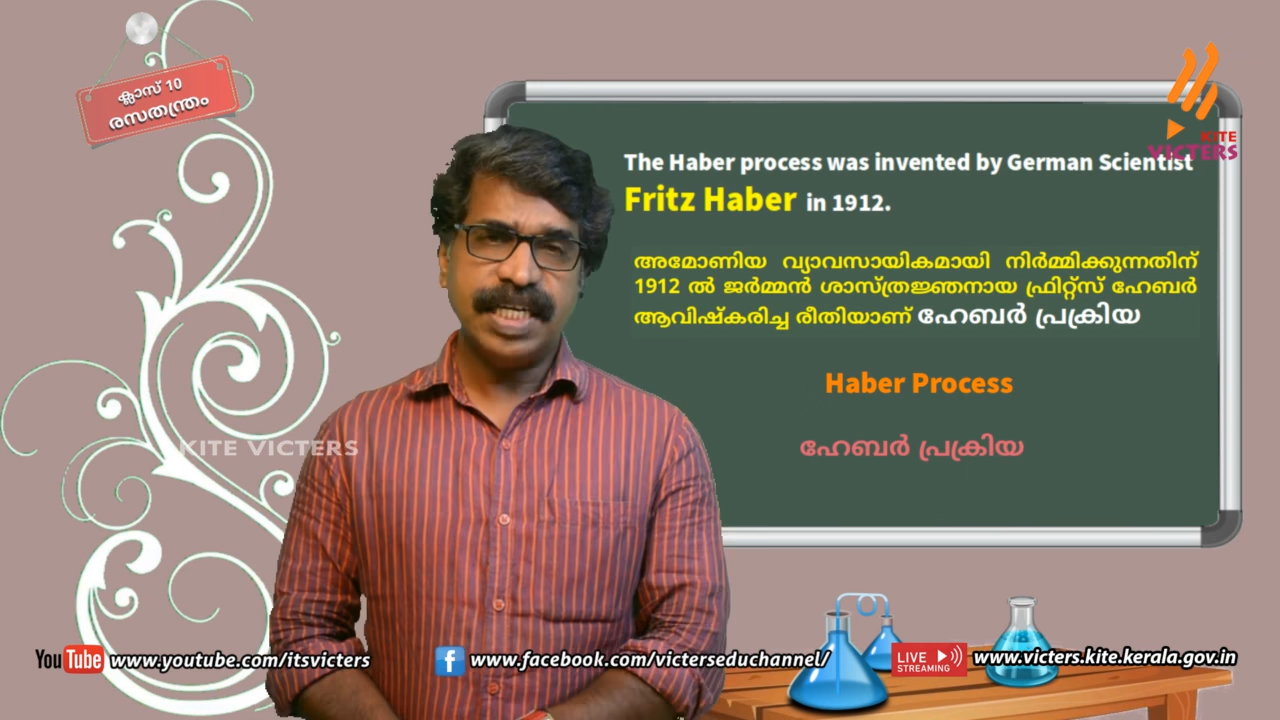 ക്ലാസ് 10
രസതന്ത്രം
KITE
VICTERS
The Haber process was invented by German Scientist
Fritz Haber in 1912.
അമോണിയ വ്യാവസായികമായി നിർമ്മിക്കുന്നതിന്
1912 ൽ ജർമ്മൻ ശാസ്ത്രജ്ഞനായ ഫ്രിറ്റ്സ് ഹേബർ
ആവിഷ്കരിച്ച രീതിയാണ് ഹേബർ പ്രക്രിയ
Haber Process
ഹേബർ പ്രക്രിയ
KITE VICTERS
YouTube www.youtube.com/itsvicters
f www.facebook.com/victerseduchannel/
LIVE
STREAMING
www.victers.kite.kerala.gov.in